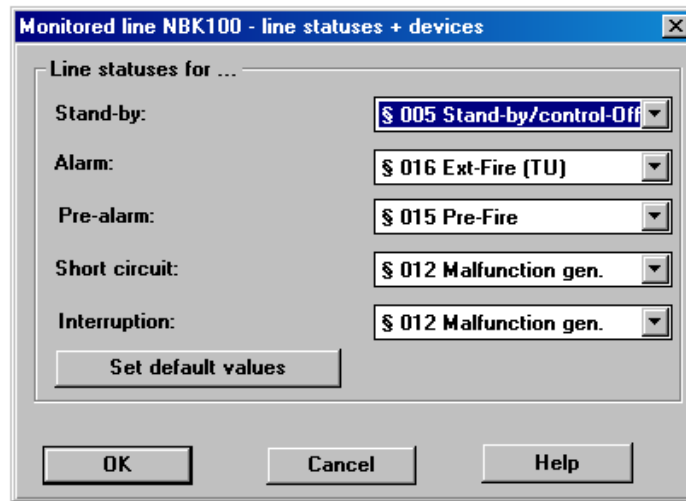 Monitored line NBK100 - line statuses + devices
Line statuses for ...
Stand-by: § 005 Stand-by/control-Off
Alarm: § 016 Ext-Fire (TU)
Pre-alarm: § 015 Pre-Fire
Short circuit: § 012 Malfunction gen.
Interruption: § 012 Malfunction gen.
Set default values
OK Cancel Help